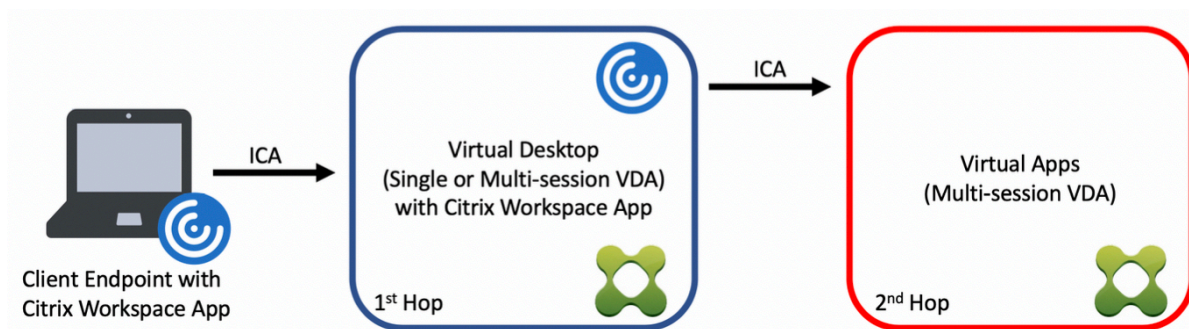 Client Endpoint with
Citrix Workspace App
ICA
Virtual Desktop
(Single or Multi-session VDA)
with Citrix Workspace App
1st Hop
ICA
Virtual Apps
(Multi-session VDA)
2nd Hop